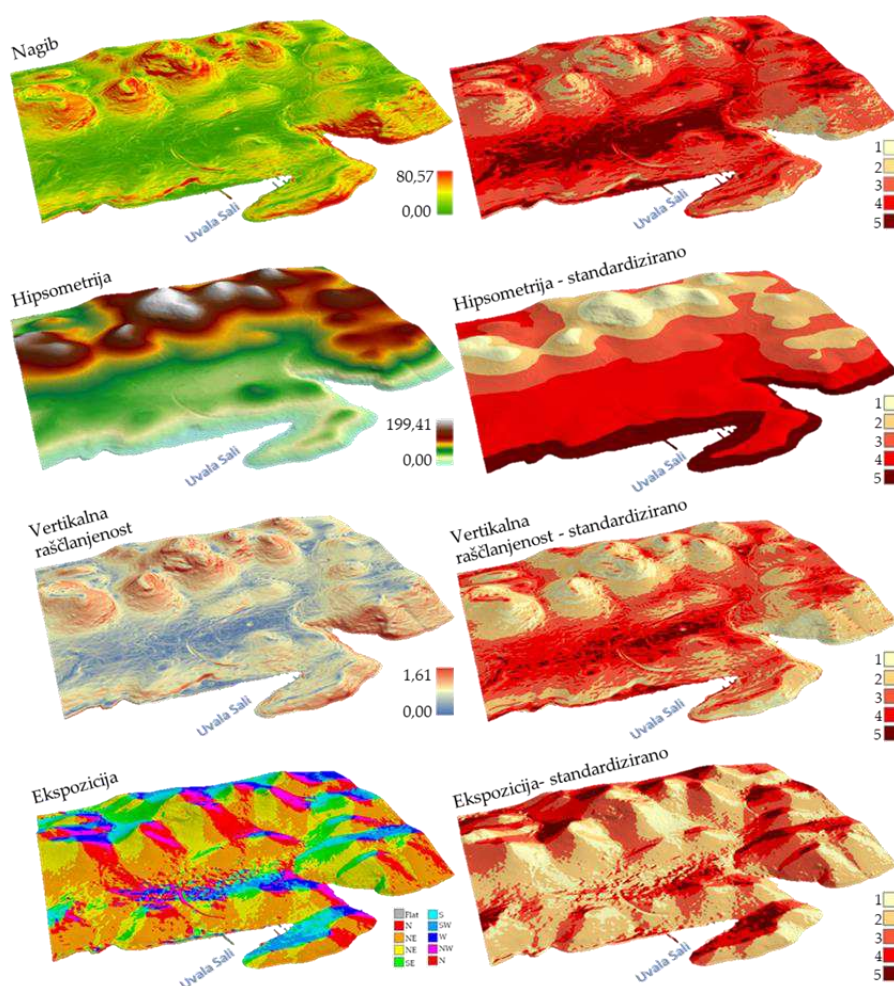 Nagib
80,57
0,00
Uvala Sali
1
2
3
4
5
Uvala Sali
Hipsometrija
199,41
0,00
Uvala Sali
Hipsometrija - standardizirano
1
2
3
4
5
Uvala Sali
Vertikalna
raščlanjenost
1,61
0,00
Uvala Sali
Vertikalna
raščlanjenost - standardizirano
1
2
3
4
5
Uvala Sali
Ekspozicija
Flat
N
NE
NE
SE
S
SW
W
NW
N
Uvala Sali
Ekspozicija- standardizirano
1
2
3
4
5
Uvala Sali